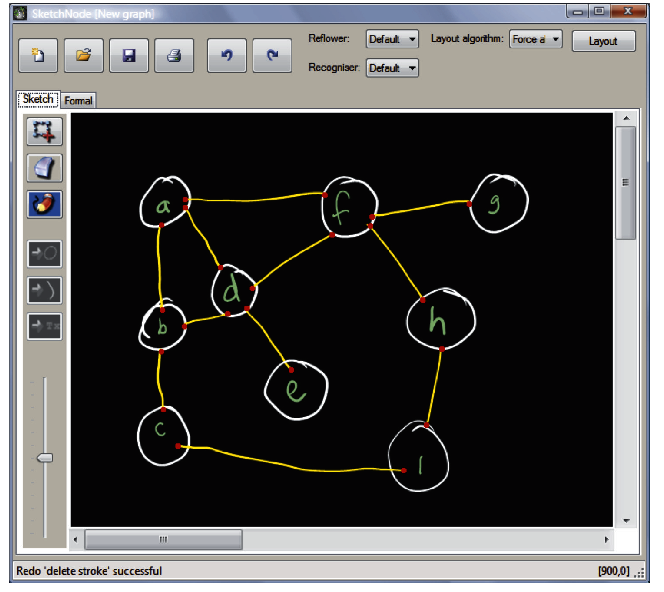 SketchNode [New graph]
Reflower: Default Layout algorithm: Force a Layout
Recogniser: Default
Sketch Formal
a f g
d
b h
e
c l
Redo 'delete stroke' successful [900,0]